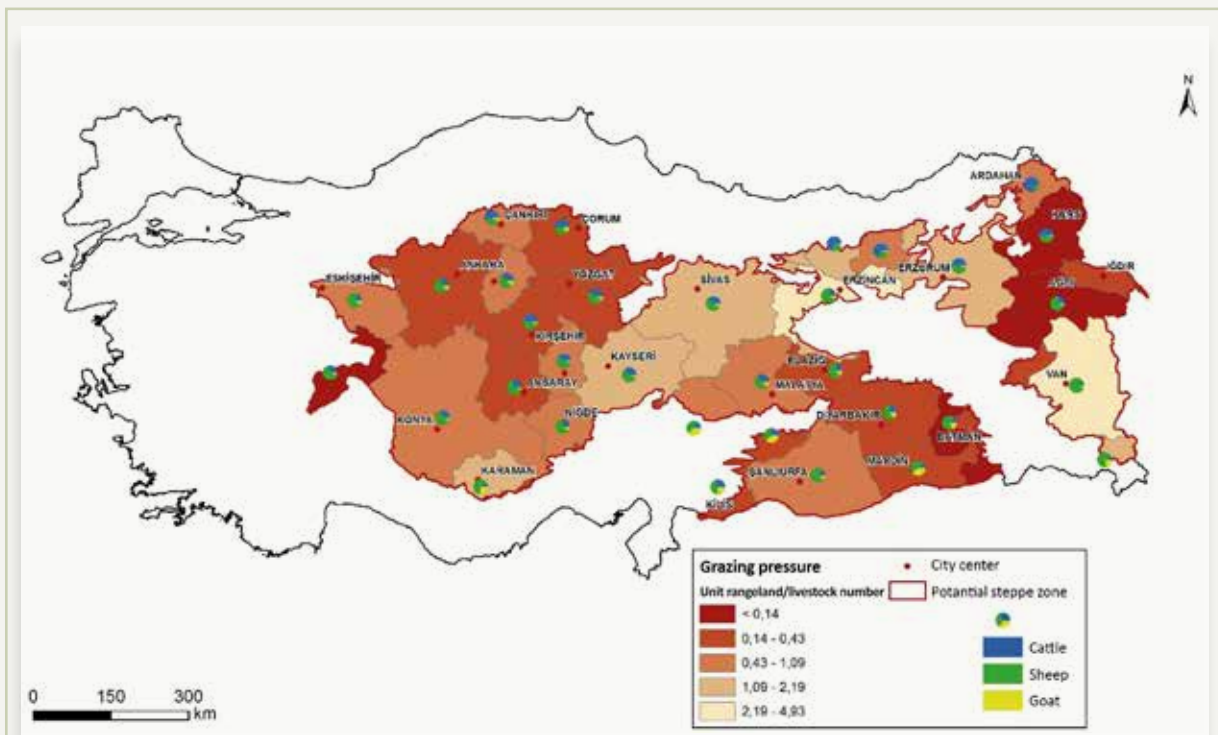 N
ARDAHAN
KARS
ÇANKIRI
ÇORUM
IĞDIR
ANKARA
YOZGAT
ESKİSEHİR
SİVAS
ERZİNCAN
ERZURUM
AĞRI
KIRŞEHİR
KAYSERİ
ELAZIĞ
VAN
AKSARAY
MALATYA
KONYA
NİĞDE
DİYARBAKIR
BATMAN
KARAMAN
ŞANLIURFA
MARDİN
KİLİS
Grazing pressure
Unit rangeland/livestock number
< 0,14
0,14 - 0,43
0,43 - 1,09
1,09 - 2,19
2,19 - 4,93
City center
Potantial steppe zone
Cattle
Sheep
Goat
0 150 300
km